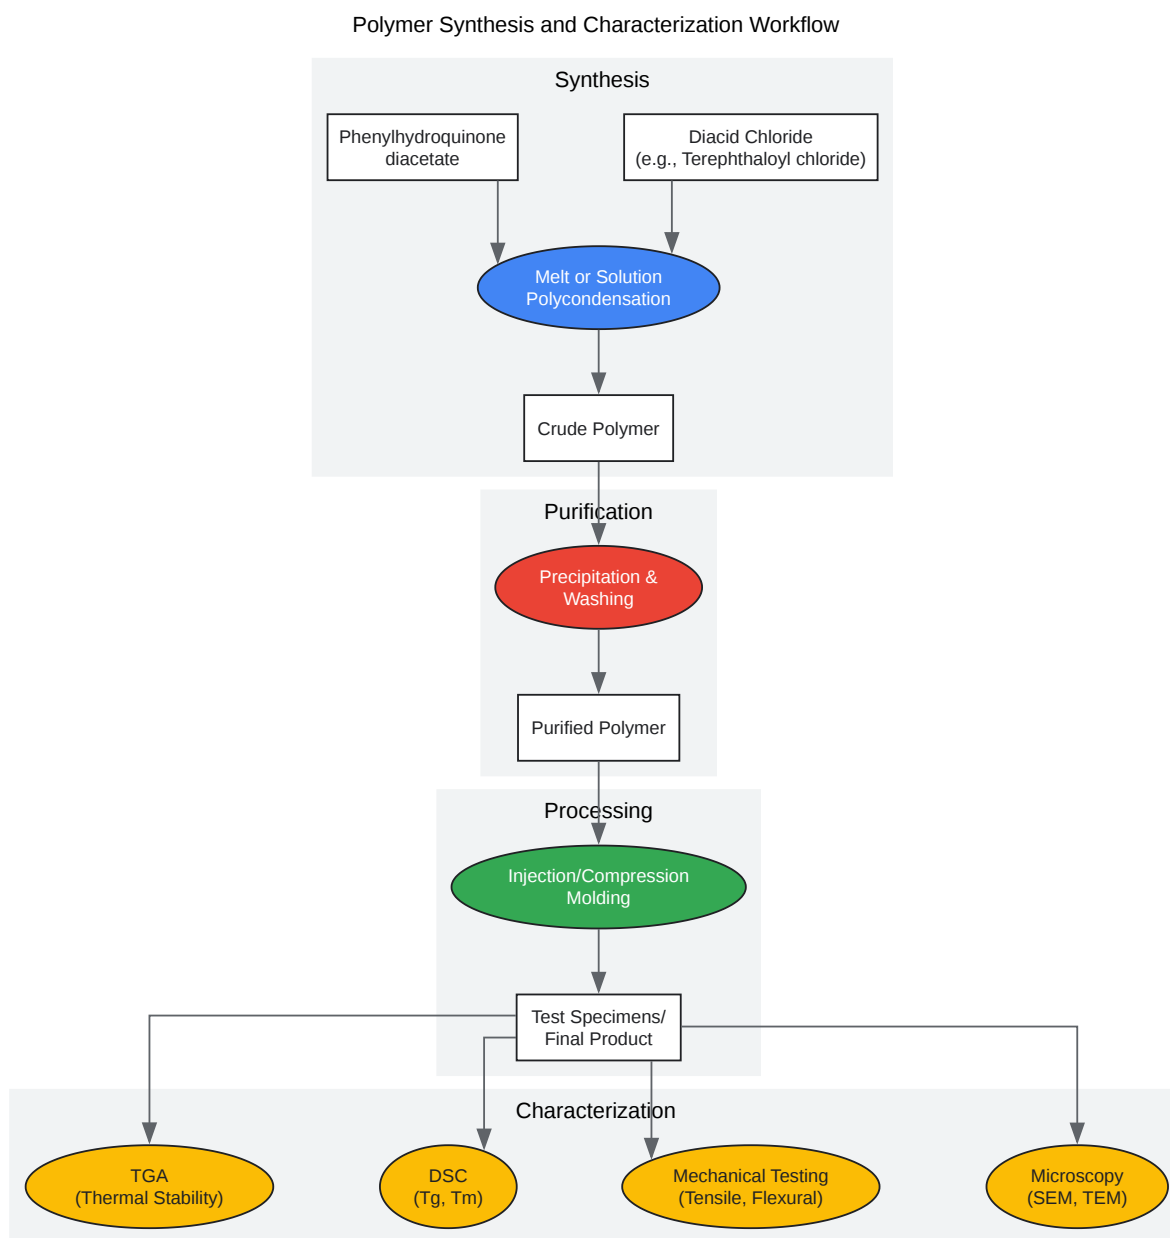 Polymer Synthesis and Characterization Workflow
Synthesis
Phenylhydroquinone
diacetate
Diacid Chloride
(e.g., Terephthaloyl chloride)
Melt or Solution
Polycondensation
Crude Polymer
Purification
Precipitation &
Washing
Purified Polymer
Processing
Injection/Compression
Molding
Test Specimens/
Final Product
Characterization
TGA
(Thermal Stability)
DSC
(Tg, Tm)
Mechanical Testing
(Tensile, Flexural)
Microscopy
(SEM, TEM)